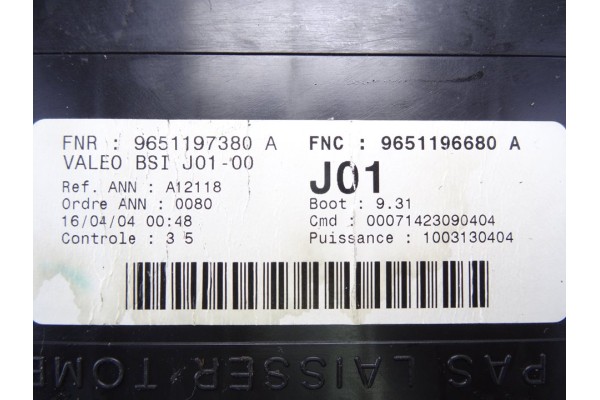 FNR : 9651197380 A
VALEO BSI J01-00
Ref. ANN : A12118
Ordre ANN : 0080
16/04/04 00:48
Controle : 3 5
FNC : 9651196680 A
J01
Boot : 9.31
Cmd : 00071423090404
Puissance : 1003130404
PAS LAISSER TOMB